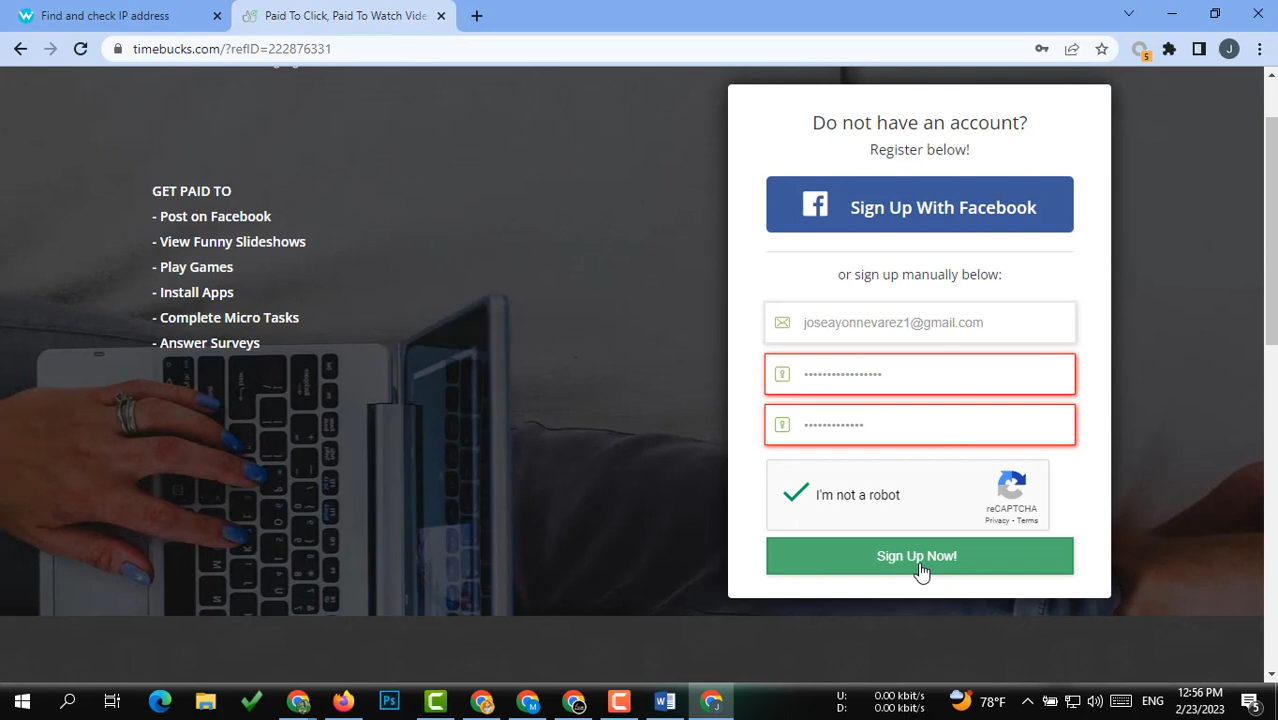 Find and check IP address
Paid To Click, Paid To Watch Vide
timebucks.com/?refID=222876331
5
J
Do not have an account?
Register below!
Sign Up With Facebook
or sign up manually below:
joseayonnevarez1@gmail.com
•••••••••••••••••
•••••••••••••
I'm not a robot
reCAPTCHA
Privacy - Terms
Sign Up Now!
GET PAID TO
- Post on Facebook
- View Funny Slideshows
- Play Games
- Install Apps
- Complete Micro Tasks
- Answer Surveys
Ps
U: 0.00 kbit/s
D: 0.00 kbit/s
78°F
ENG
12:56 PM
2/23/2023
5